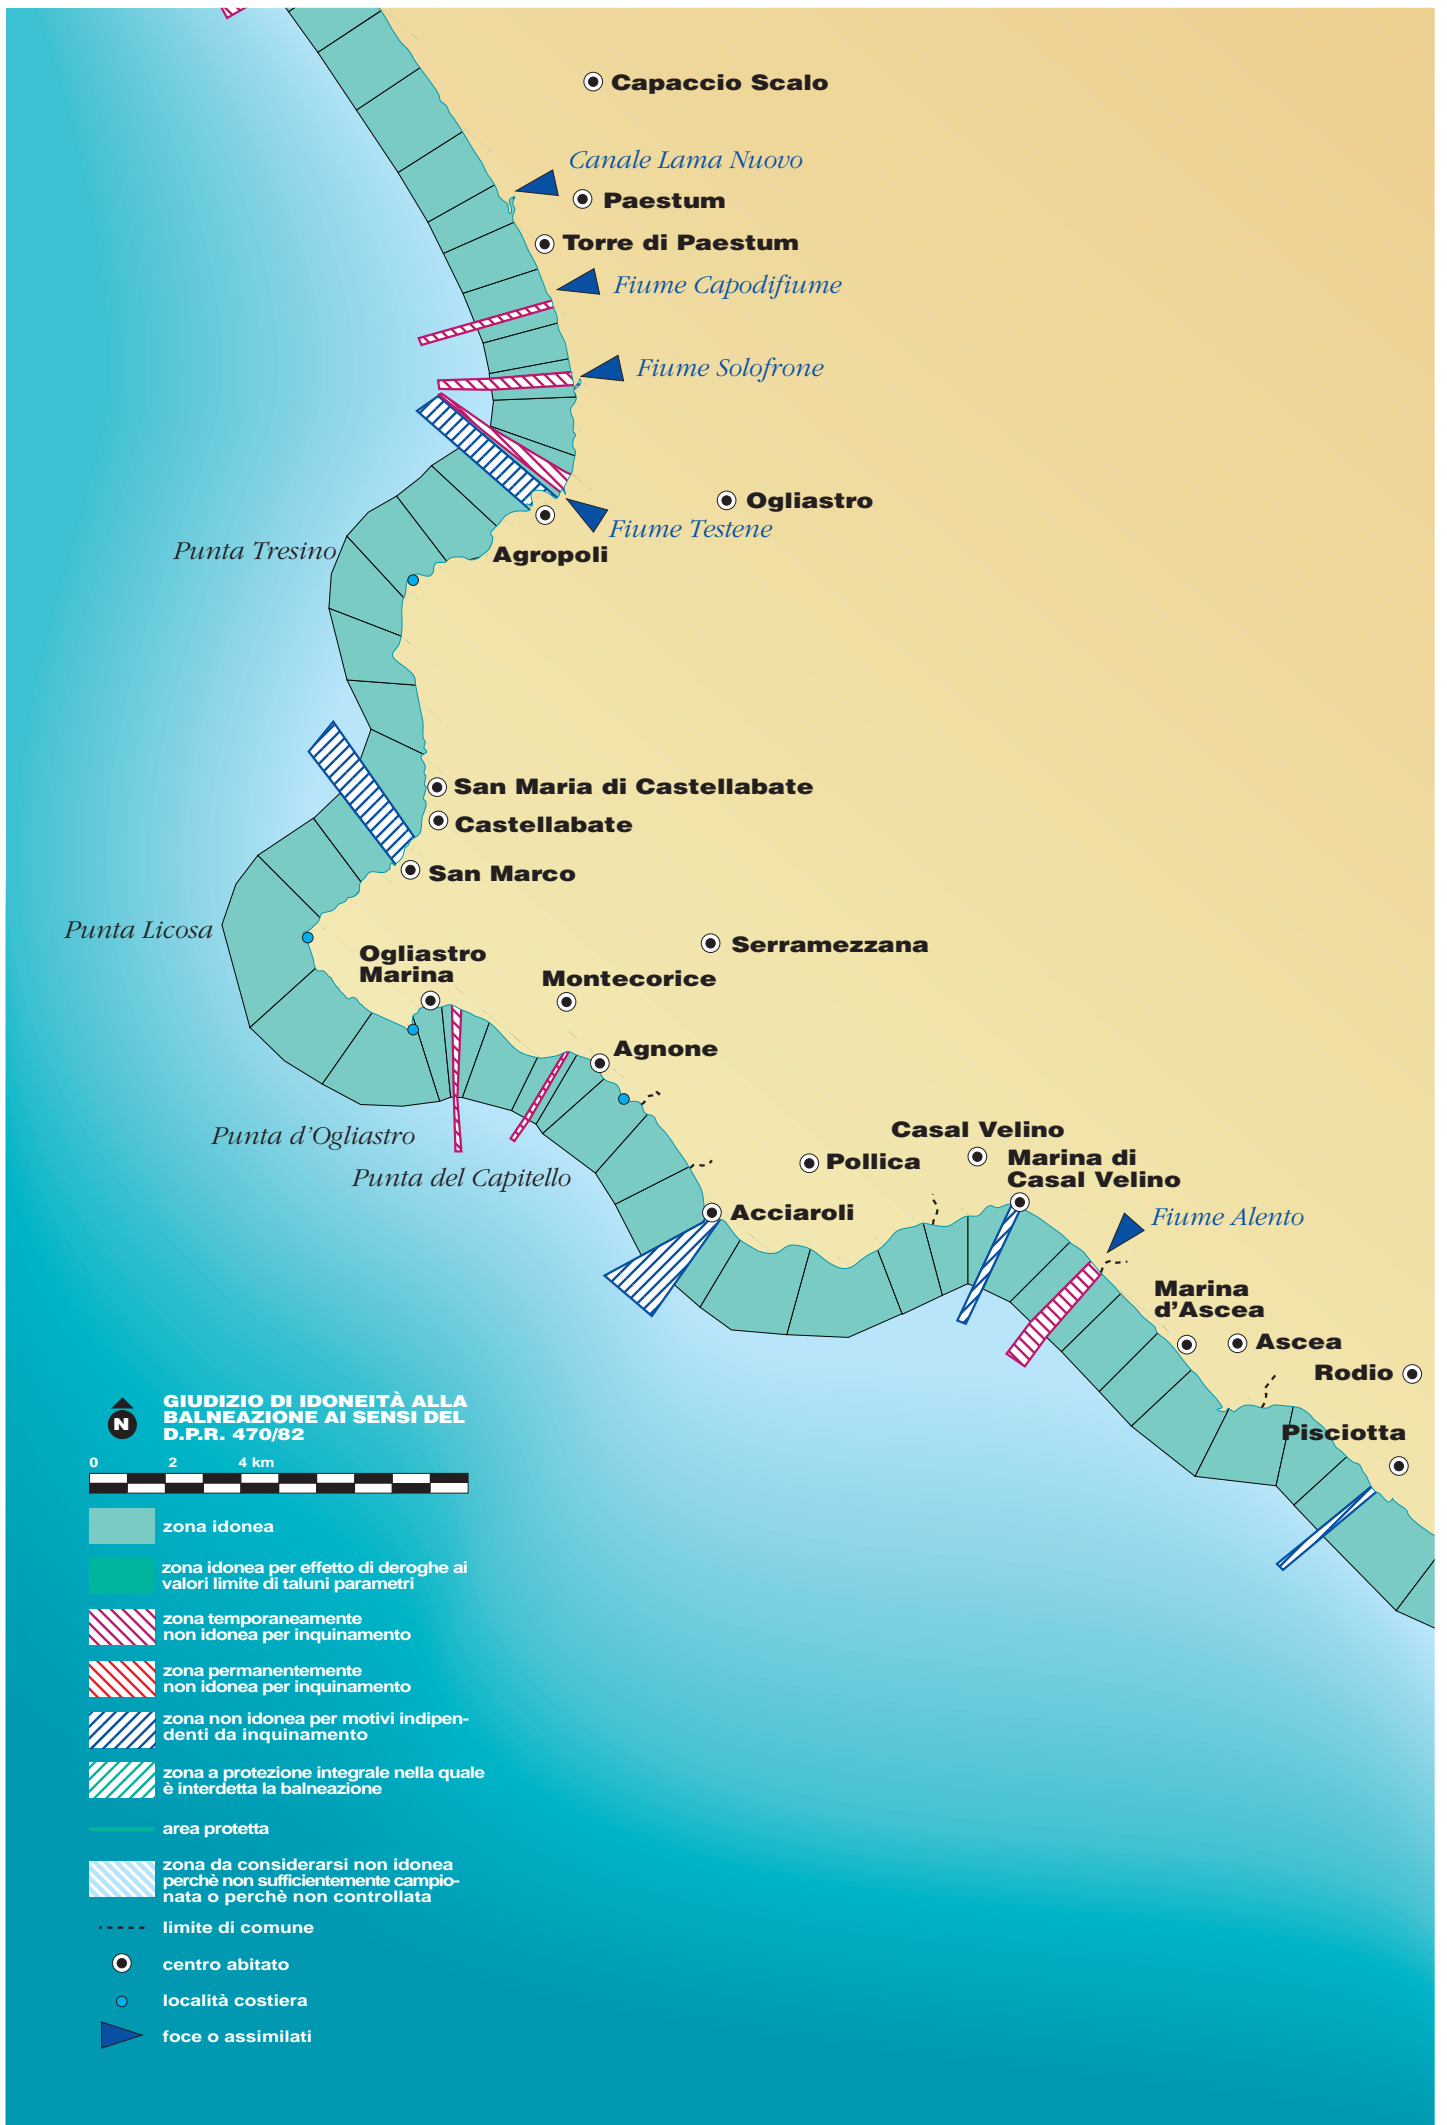 Capaccio Scalo
Canale Lama Nuovo
Paestum
Torre di Paestum
Fiume Capodifiume
Fiume Solofrone
Ogliastro
Fiume Testene
Punta Tresino
Agropoli
San Maria di Castellabate
Castellabate
San Marco
Punta Licosa
Ogliastro
Marina
Serramezzana
Montecorice
Agnone
Punta d'Ogliastro
Punta del Capitello
Casal Velino
Pollica
Marina di
Casal Velino
Acciaroli
Fiume Alento
Marina
d'Ascea
Ascea
Rodio
Pisciotta
N
GIUDIZIO DI IDONEITÀ ALLA
BALNEAZIONE AI SENSI DEL
D.P.R. 470/82
0 2 4 km
zona idonea
zona idonea per effetto di deroghe ai
valori limite di taluni parametri
zona temporaneamente
non idonea per inquinamento
zona permanentemente
non idonea per inquinamento
zona non idonea per motivi indipen-
denti da inquinamento
zona a protezione integrale nella quale
è interdetta la balneazione
area protetta
zona da considerarsi non idonea
perchè non sufficientemente campio-
nata o perchè non controllata
limite di comune
centro abitato
località costiera
foce o assimilati